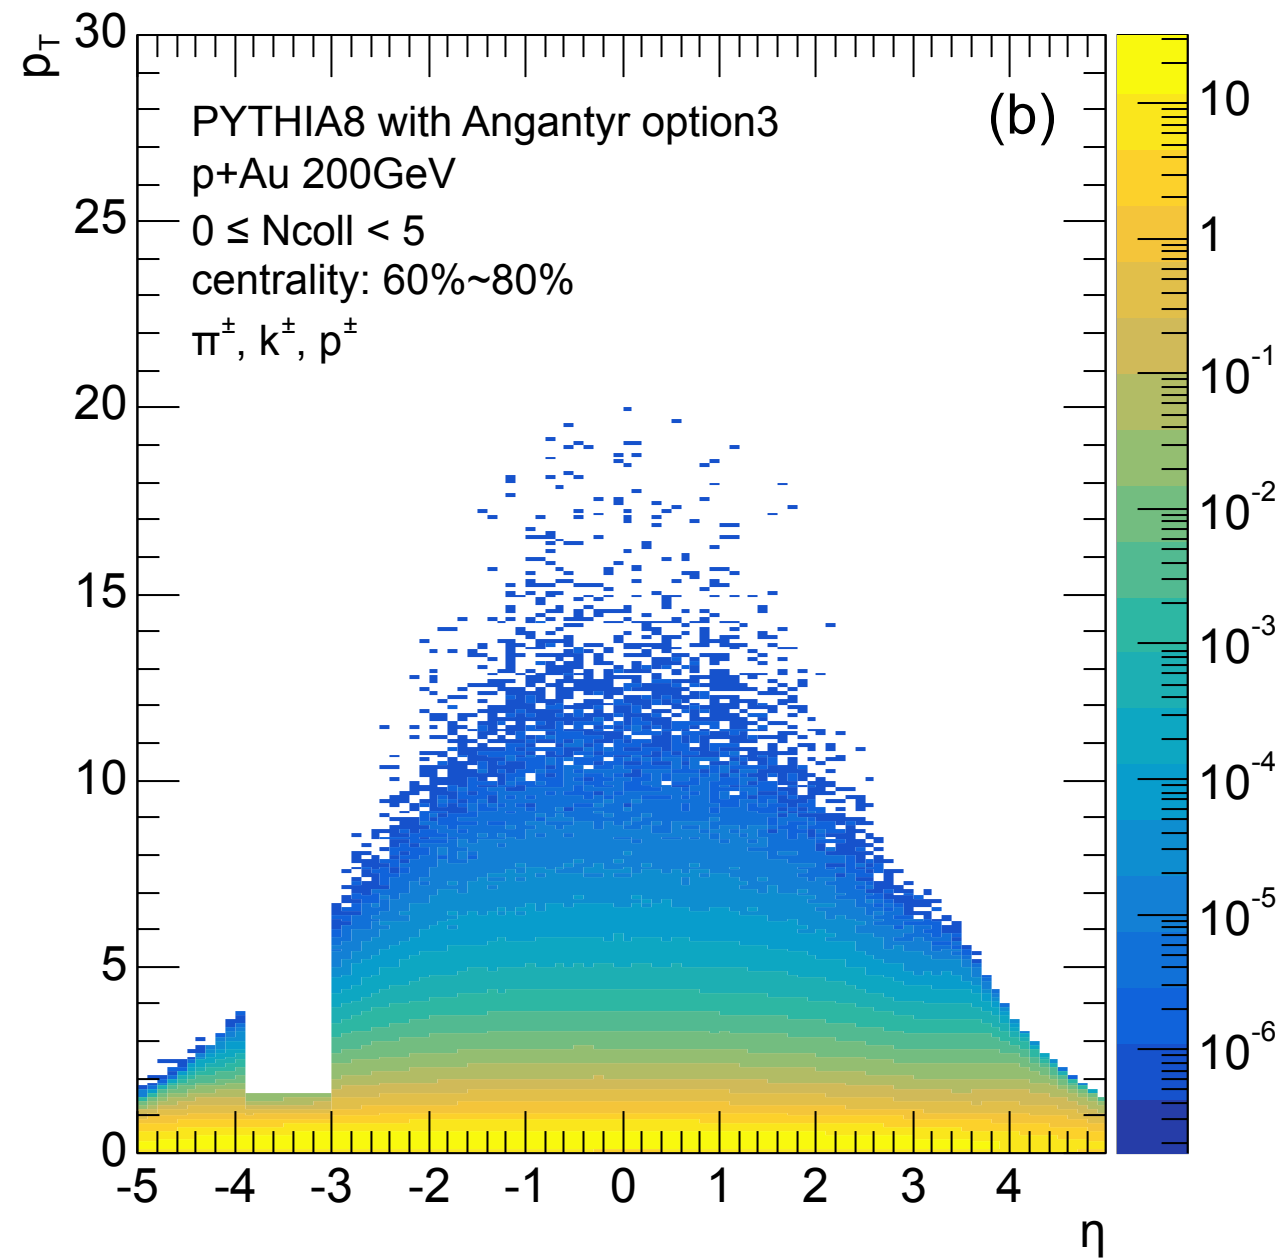 p_T
30
25
20
15
10
5
0
PYTHIA8 with Angantyr option3
(b)
p+Au 200GeV
0 ≤ Ncoll < 5
centrality: 60%~80%
π^±, k^±, p^±
-5 -4 -3 -2 -1 0 1 2 3 4
η
10
1
10^-1
10^-2
10^-3
10^-4
10^-5
10^-6